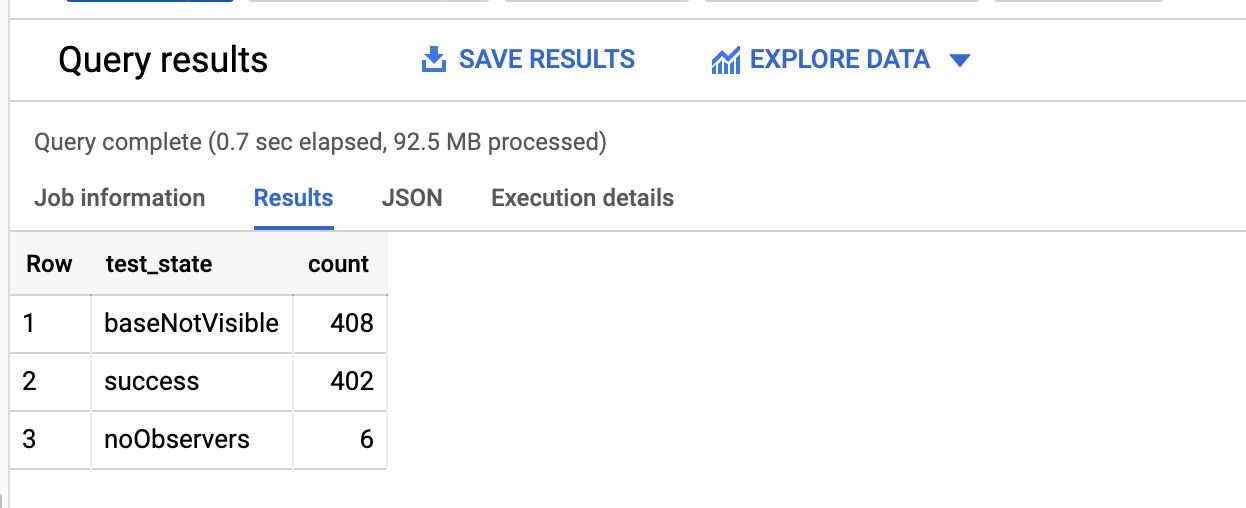 Query results SAVE RESULTS EXPLORE DATA
Query complete (0.7 sec elapsed, 92.5 MB processed)
Job information Results JSON Execution details
Row test_state count
1 baseNotVisible 408
2 success 402
3 noObservers 6